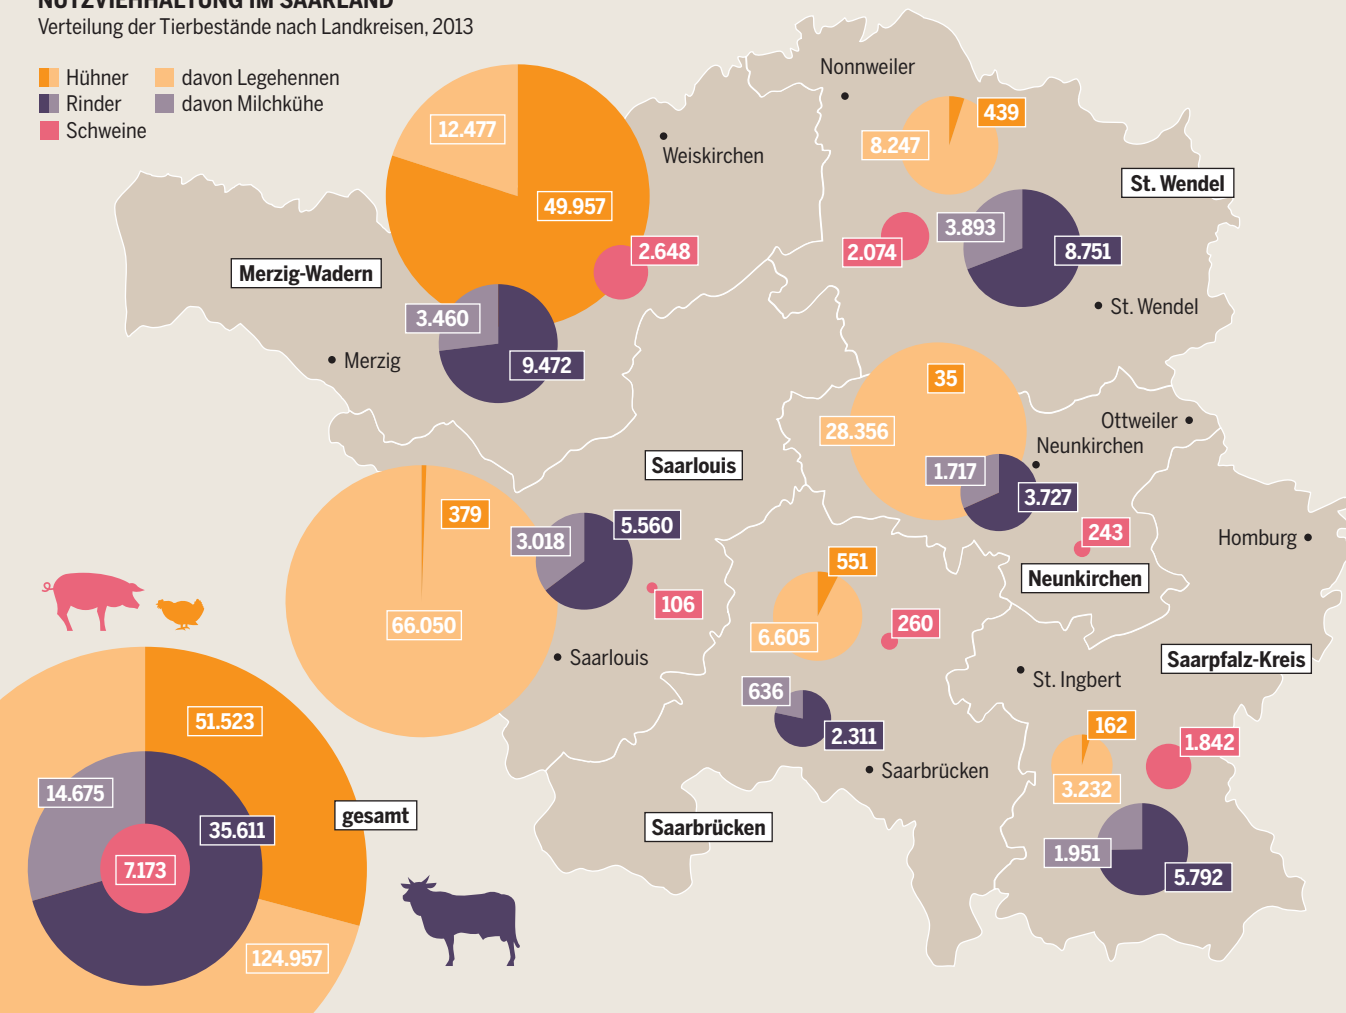 NUTZVIEHHALTUNG IM SAARLAND
Verteilung der Tierbestände nach Landkreisen, 2013
Hühner
davon Legehennen
Rinder
davon Milchkühe
Schweine
Nonnweiler
439
8.247
St. Wendel
3.893
8.751
2.074
St. Wendel
12.477
49.957
Weiskirchen
2.648
Merzig-Wadern
3.460
9.472
Merzig
35
28.356
Ottweiler
Neunkirchen
1.717
3.727
243
Neunkirchen
Homburg
Saarlouis
379
66.050
3.018
5.560
106
Saarlouis
551
6.605
260
636
2.311
Saarbrücken
Saarbrücken
Saarpfalz-Kreis
St. Ingbert
162
3.232
1.842
1.951
5.792
51.523
14.675
35.611
gesamt
7.173
124.957